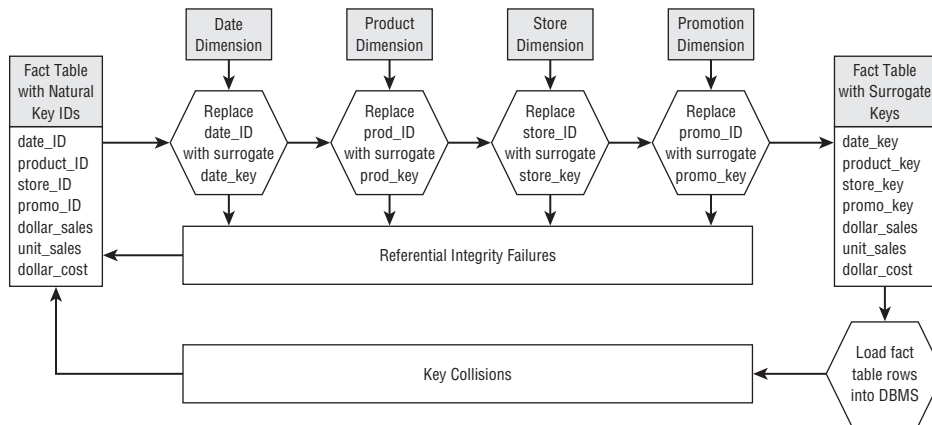 Date
Dimension
Product
Dimension
Store
Dimension
Promotion
Dimension
Fact Table
with Natural
Key IDs
date_ID
product_ID
store_ID
promo_ID
dollar_sales
unit_sales
dollar_cost
Replace
date_ID
with surrogate
date_key
Replace
prod_ID
with surrogate
prod_key
Replace
store_ID
with surrogate
store_key
Replace
promo_ID
with surrogate
promo_key
Fact Table
with Surrogate
Keys
date_key
product_key
store_key
promo_key
dollar_sales
unit_sales
dollar_cost
Referential Integrity Failures
Key Collisions
Load fact
table rows
into DBMS